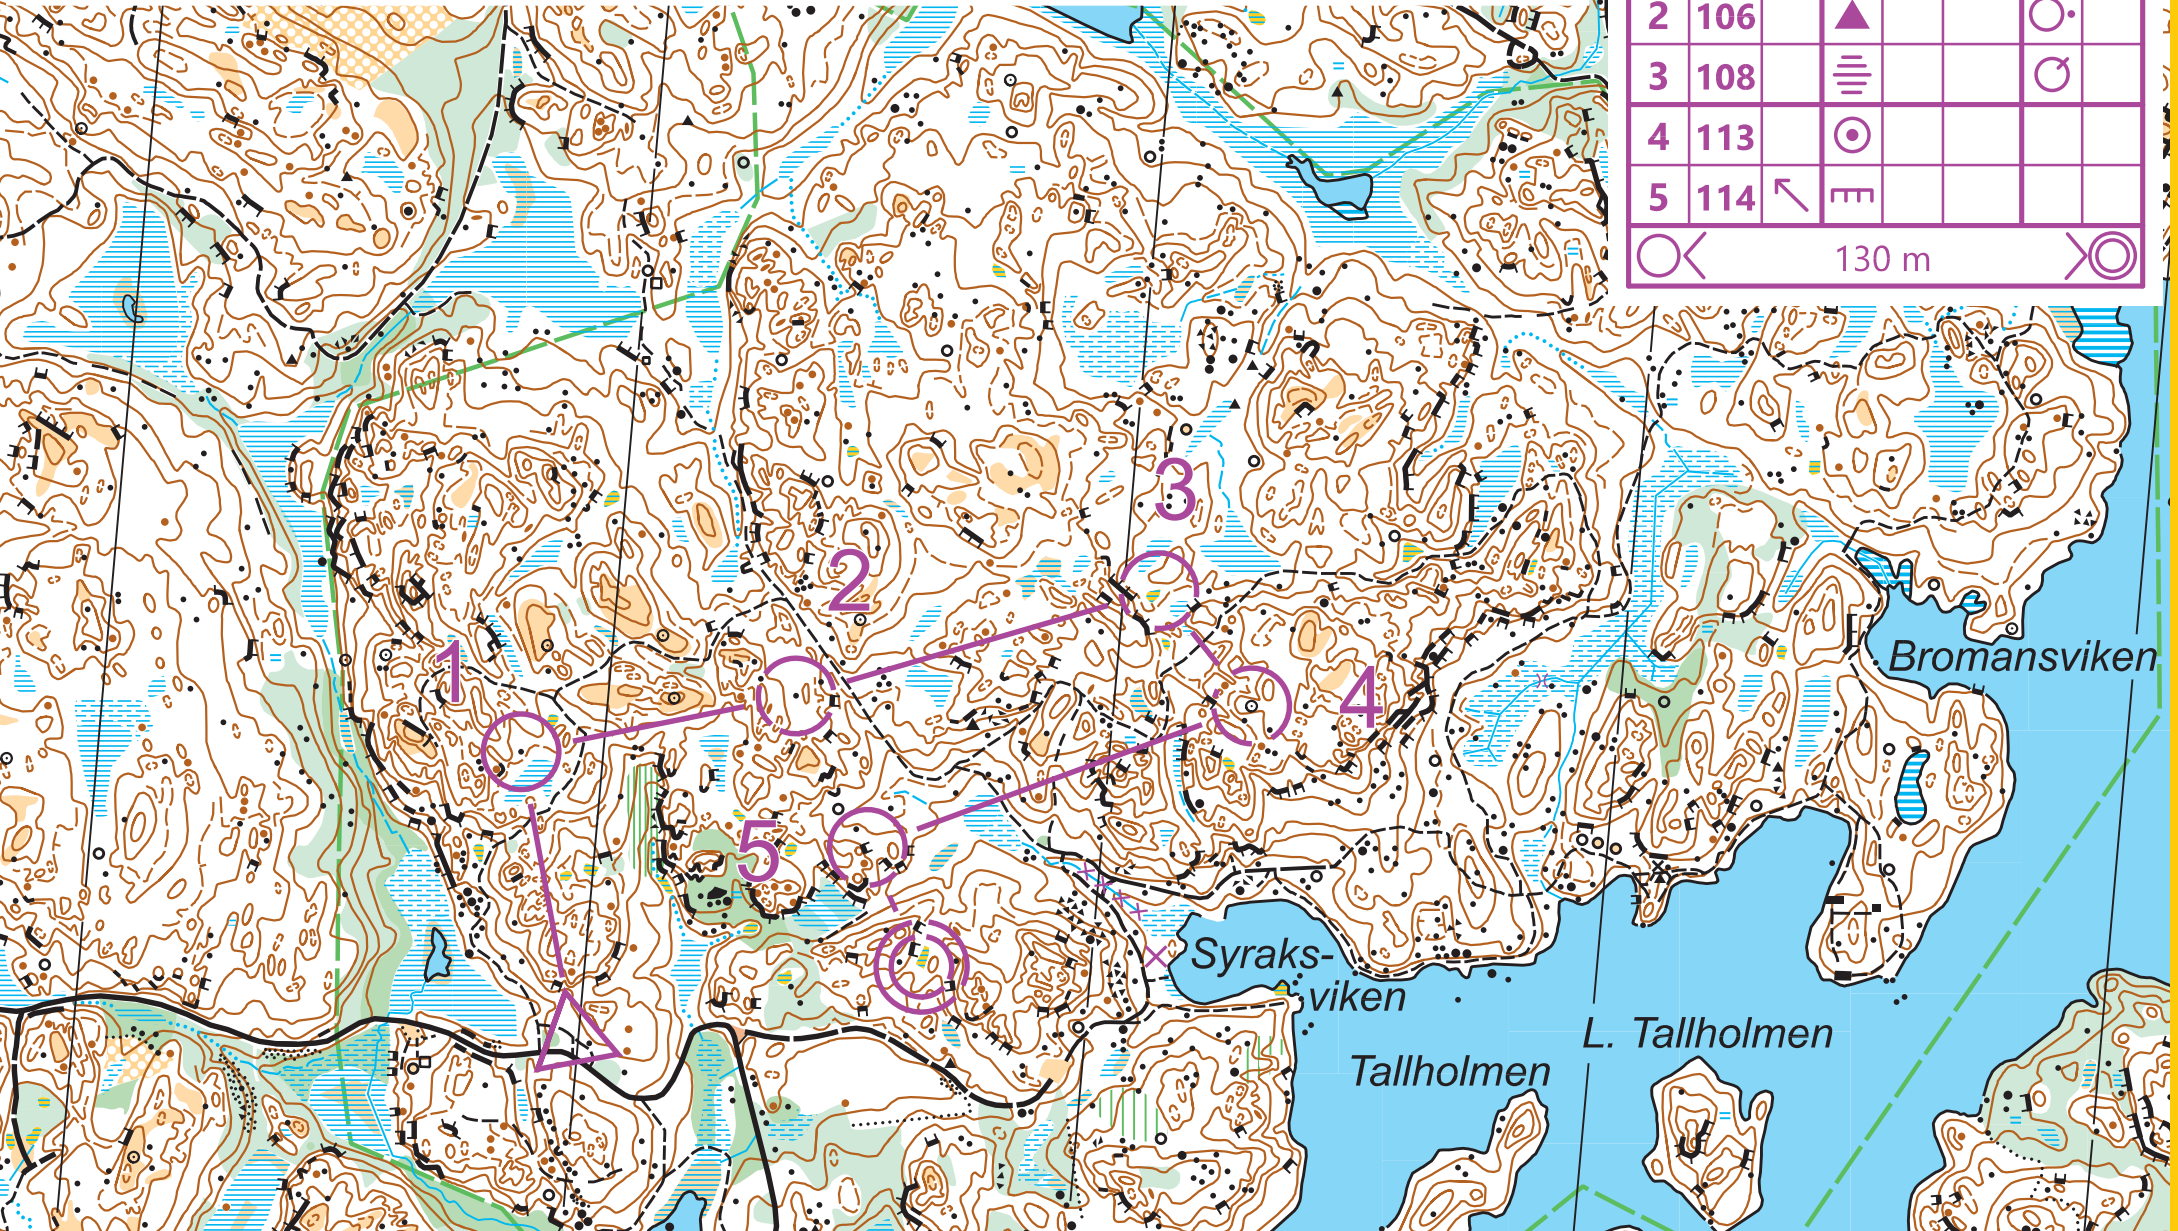 2 106
3 108
4 113
5 114
130 m
3
2
1
4
5
Bromansviken
Syraks-
viken
L. Tallholmen
Tallholmen